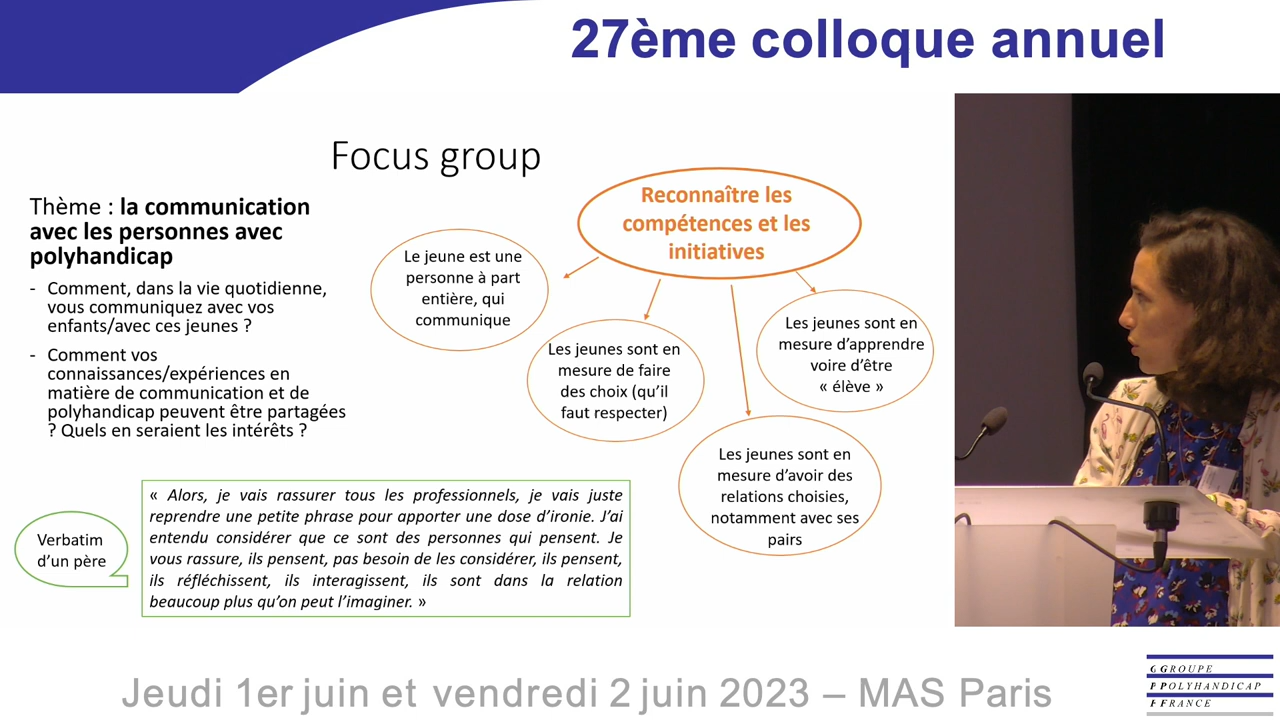 27ème colloque annuel
Focus group
Thème : la communication
avec les personnes avec
polyhandicap
- Comment, dans la vie quotidienne,
vous communiquez avec vos
enfants/avec ces jeunes ?
- Comment vos
connaissances/expériences en
matière de communication et de
polyhandicap peuvent être partagées
? Quels en seraient les intérêts ?
Reconnaître les
compétences et les
initiatives
Le jeune est une
personne à part
entière, qui
communique
Les jeunes sont en
mesure de faire
des choix (qu'il
faut respecter)
Les jeunes sont en
mesure d'apprendre
voire d'être
« élève »
Les jeunes sont en
mesure d'avoir des
relations choisies,
notamment avec ses
pairs
Verbatim
d'un père
« Alors, je vais rassurer tous les professionnels, je vais juste
reprendre une petite phrase pour apporter une dose d'ironie. J'ai
entendu considérer que ce sont des personnes qui pensent. Je
vous rassure, ils pensent, pas besoin de les considérer, ils pensent,
ils réfléchissent, ils interagissent, ils sont dans la relation
beaucoup plus qu'on peut l'imaginer. »
Jeudi 1er juin et vendredi 2 juin 2023 – MAS Paris
G GROUPE
P POLYHANDICAP
F FRANCE